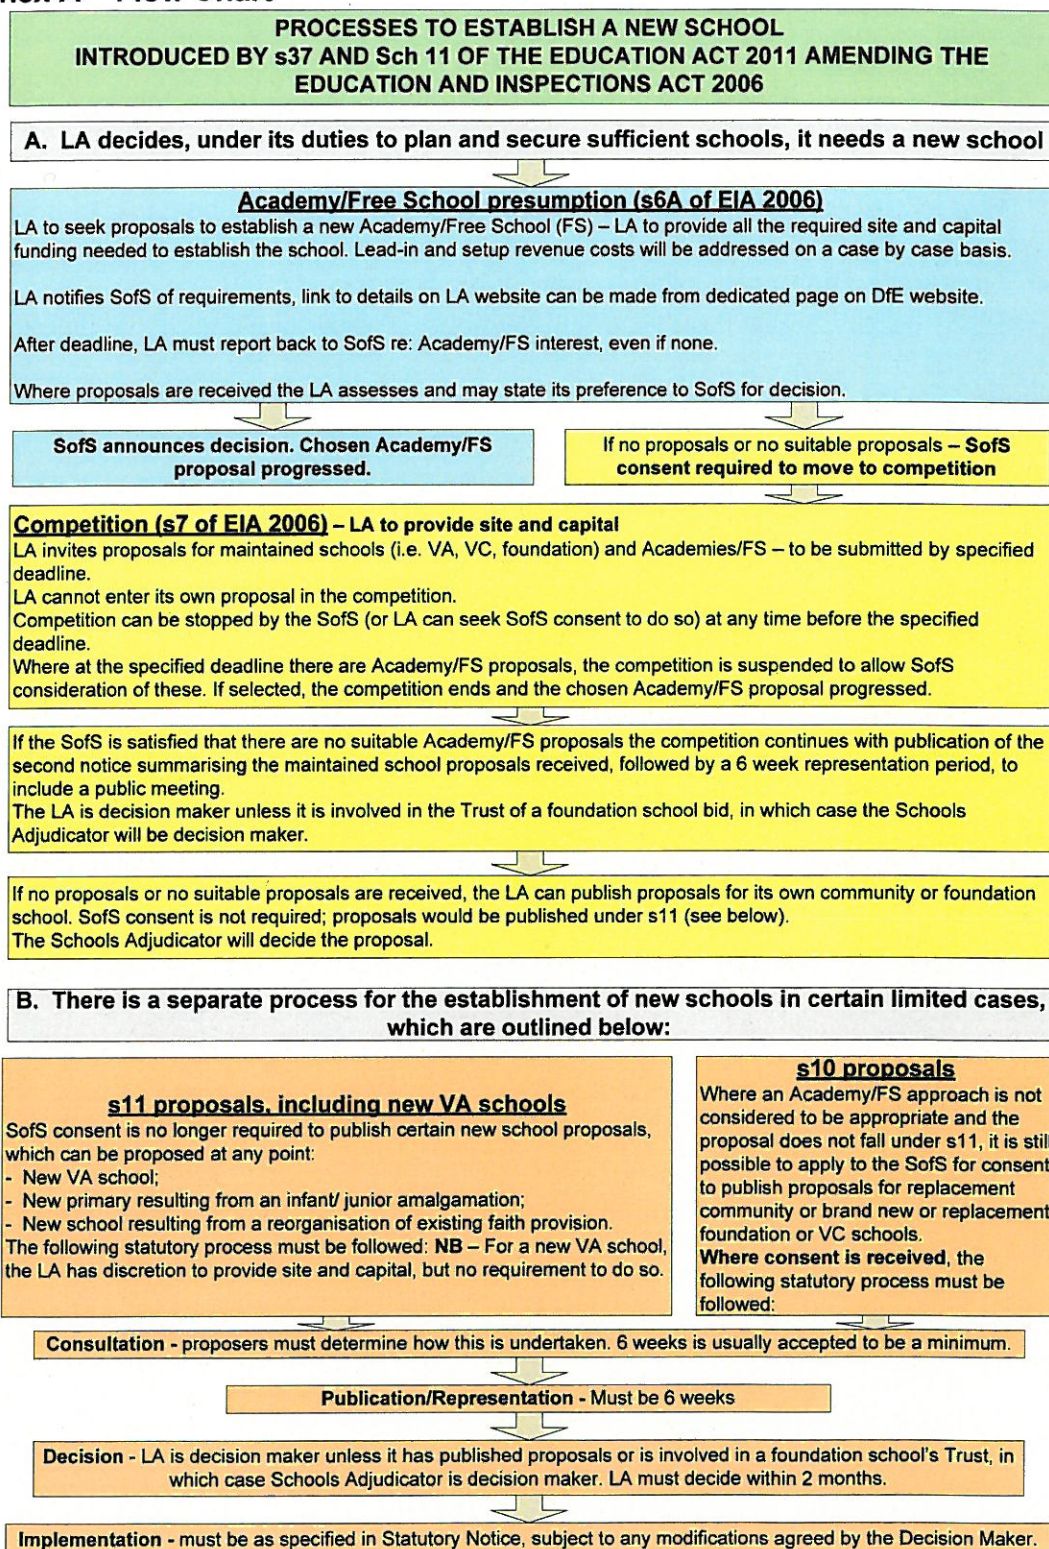 PROCESSES TO ESTABLISH A NEW SCHOOL
INTRODUCED BY s37 AND Sch 11 OF THE EDUCATION ACT 2011 AMENDING THE
EDUCATION AND INSPECTIONS ACT 2006
A. LA decides, under its duties to plan and secure sufficient schools, it needs a new school
Academy/Free School presumption (s6A of EIA 2006)
LA to seek proposals to establish a new Academy/Free School (FS) – LA to provide all the required site and capital
funding needed to establish the school. Lead-in and setup revenue costs will be addressed on a case by case basis.
LA notifies SofS of requirements, link to details on LA website can be made from dedicated page on DfE website.
After deadline, LA must report back to SofS re: Academy/FS interest, even if none.
Where proposals are received the LA assesses and may state its preference to SofS for decision.
SofS announces decision. Chosen Academy/FS
proposal progressed.
If no proposals or no suitable proposals – SofS
consent required to move to competition
Competition (s7 of EIA 2006) – LA to provide site and capital
LA invites proposals for maintained schools (i.e. VA, VC, foundation) and Academies/FS – to be submitted by specified
deadline.
LA cannot enter its own proposal in the competition.
Competition can be stopped by the SofS (or LA can seek SofS consent to do so) at any time before the specified
deadline.
Where at the specified deadline there are Academy/FS proposals, the competition is suspended to allow SofS
consideration of these. If selected, the competition ends and the chosen Academy/FS proposal progressed.
If the SofS is satisfied that there are no suitable Academy/FS proposals the competition continues with publication of the
second notice summarising the maintained school proposals received, followed by a 6 week representation period, to
include a public meeting.
The LA is decision maker unless it is involved in the Trust of a foundation school bid, in which case the Schools
Adjudicator will be decision maker.
If no proposals or no suitable proposals are received, the LA can publish proposals for its own community or foundation
school. SofS consent is not required; proposals would be published under s11 (see below).
The Schools Adjudicator will decide the proposal.
B. There is a separate process for the establishment of new schools in certain limited cases,
which are outlined below:
s11 proposals, including new VA schools
SofS consent is no longer required to publish certain new school proposals,
which can be proposed at any point:
- New VA school;
- New primary resulting from an infant/ junior amalgamation;
- New school resulting from a reorganisation of existing faith provision.
The following statutory process must be followed: NB – For a new VA school,
the LA has discretion to provide site and capital, but no requirement to do so.
s10 proposals
Where an Academy/FS approach is not
considered to be appropriate and the
proposal does not fall under s11, it is still
possible to apply to the SofS for consent
to publish proposals for replacement
community or brand new or replacement
foundation or VC schools.
Where consent is received, the
following statutory process must be
followed:
Consultation - proposers must determine how this is undertaken. 6 weeks is usually accepted to be a minimum.
Publication/Representation - Must be 6 weeks
Decision - LA is decision maker unless it has published proposals or is involved in a foundation school's Trust, in
which case Schools Adjudicator is decision maker. LA must decide within 2 months.
Implementation - must be as specified in Statutory Notice, subject to any modifications agreed by the Decision Maker.